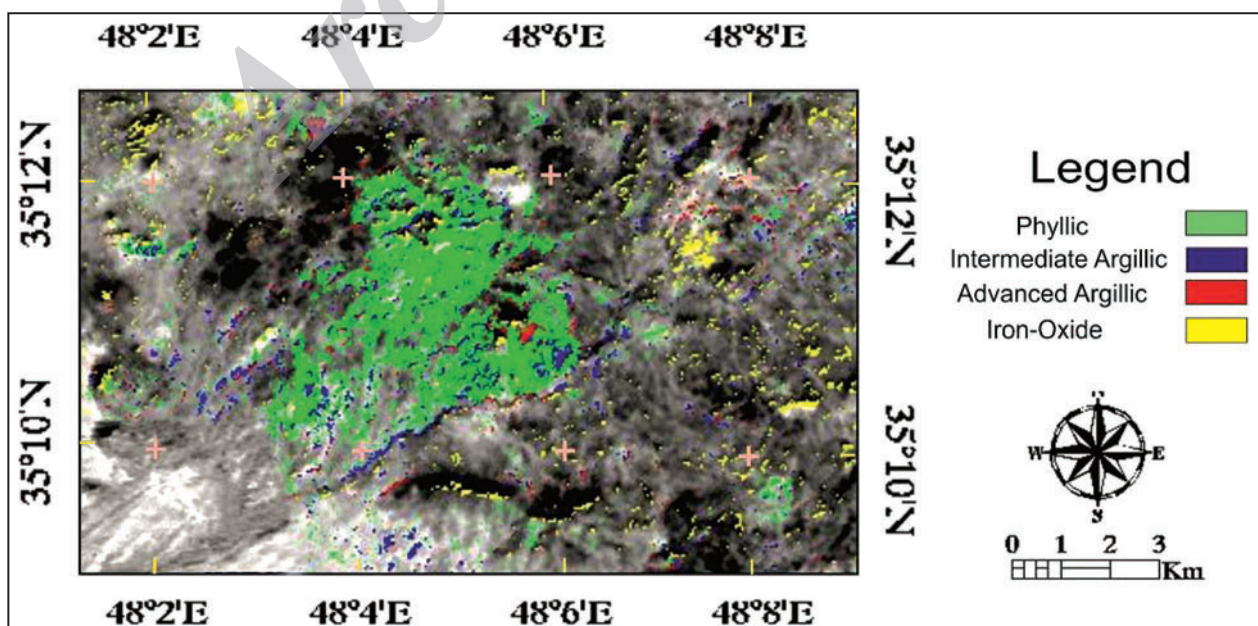 48°2'E 48°4'E 48°6'E 48°8'E
Arc
35°12'N
35°12'N
35°10'N
35°10'N
48°2'E 48°4'E 48°6'E 48°8'E
Legend
Phyllic
Intermediate Argillic
Advanced Argillic
Iron-Oxide
W E
S
0 1 2 3
Km